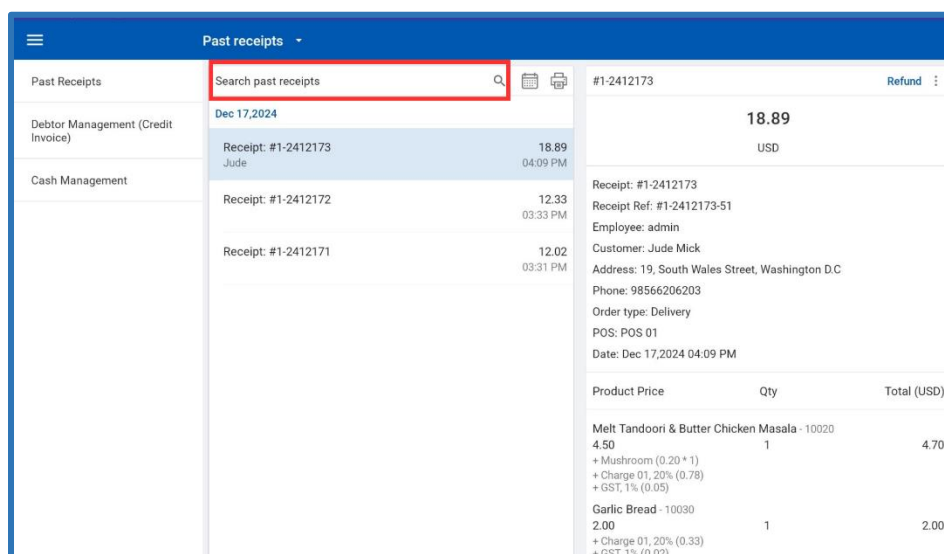 Past receipts
Past Receipts
Debtor Management (Credit
Invoice)
Cash Management
Search past receipts
Dec 17,2024
Receipt: #1-2412173 18.89
Jude 04:09 PM
Receipt: #1-2412172 12.33
03:33 PM
Receipt: #1-2412171 12.02
03:31 PM
#1-2412173 Refund
18.89
USD
Receipt: #1-2412173
Receipt Ref: #1-2412173-51
Employee: admin
Customer: Jude Mick
Address: 19, South Wales Street, Washington D.C
Phone: 98566206203
Order type: Delivery
POS: POS 01
Date: Dec 17,2024 04:09 PM
Product Price Qty Total (USD)
Melt Tandoori & Butter Chicken Masala - 10020
4.50 1 4.70
+ Mushroom (0.20 * 1)
+ Charge 01, 20% (0.78)
+ GST, 1% (0.05)
Garlic Bread - 10030
2.00 1 2.00
+ Charge 01, 20% (0.33)
+ GST, 1% (0.02)